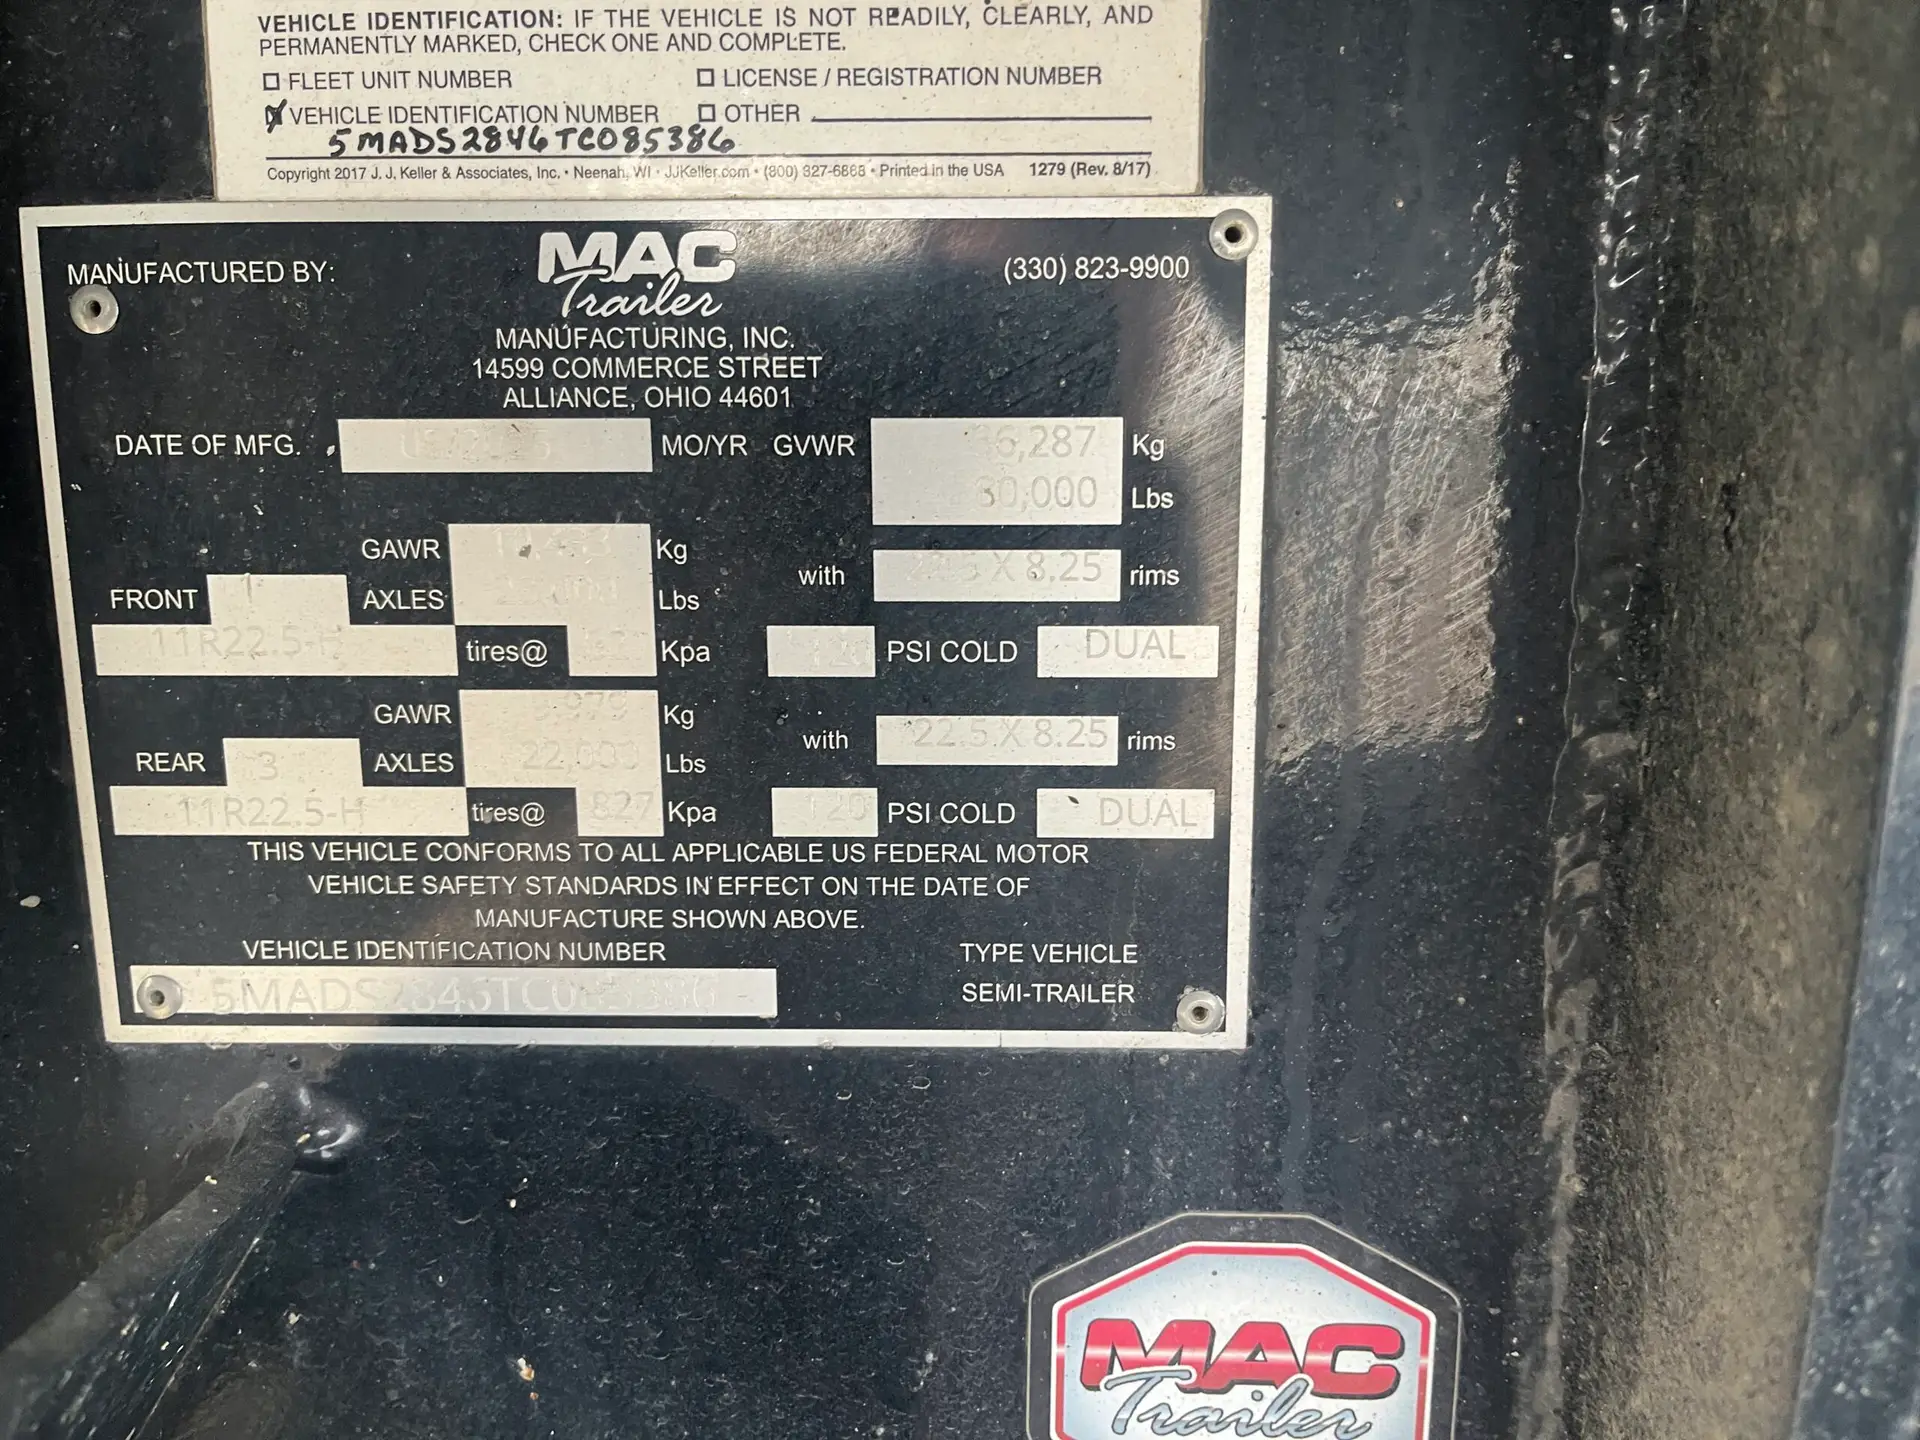 VEHICLE IDENTIFICATION: IF THE VEHICLE IS NOT READILY, CLEARLY, AND
PERMANENTLY MARKED, CHECK ONE AND COMPLETE.
FLEET UNIT NUMBER LICENSE / REGISTRATION NUMBER
VEHICLE IDENTIFICATION NUMBER OTHER
5MADS2846TC085386
Copyright 2017 J. J. Keller & Associates, Inc. • Neenah, WI • JJKeller.com • (800) 327-6868 • Printed in the USA 1279 (Rev. 8/17)
MANUFACTURED BY: MAC Trailer (330) 823-9900
MANUFACTURING, INC.
14599 COMMERCE STREET
ALLIANCE, OHIO 44601
DATE OF MFG. MO/YR GVWR Kg
Lbs
GAWR Kg
with 22.5 X 8.25 rims
FRONT 1 AXLES Lbs
11R22.5-H tires@ Kpa 120 PSI COLD DUAL
GAWR Kg
with 22.5 X 8.25 rims
REAR 3 AXLES Lbs
11R22.5-H tires@ 827 Kpa 120 PSI COLD DUAL
THIS VEHICLE CONFORMS TO ALL APPLICABLE US FEDERAL MOTOR
VEHICLE SAFETY STANDARDS IN EFFECT ON THE DATE OF
MANUFACTURE SHOWN ABOVE.
VEHICLE IDENTIFICATION NUMBER TYPE VEHICLE
5MADS2846TC085386 SEMI-TRAILER
MAC
Trailer